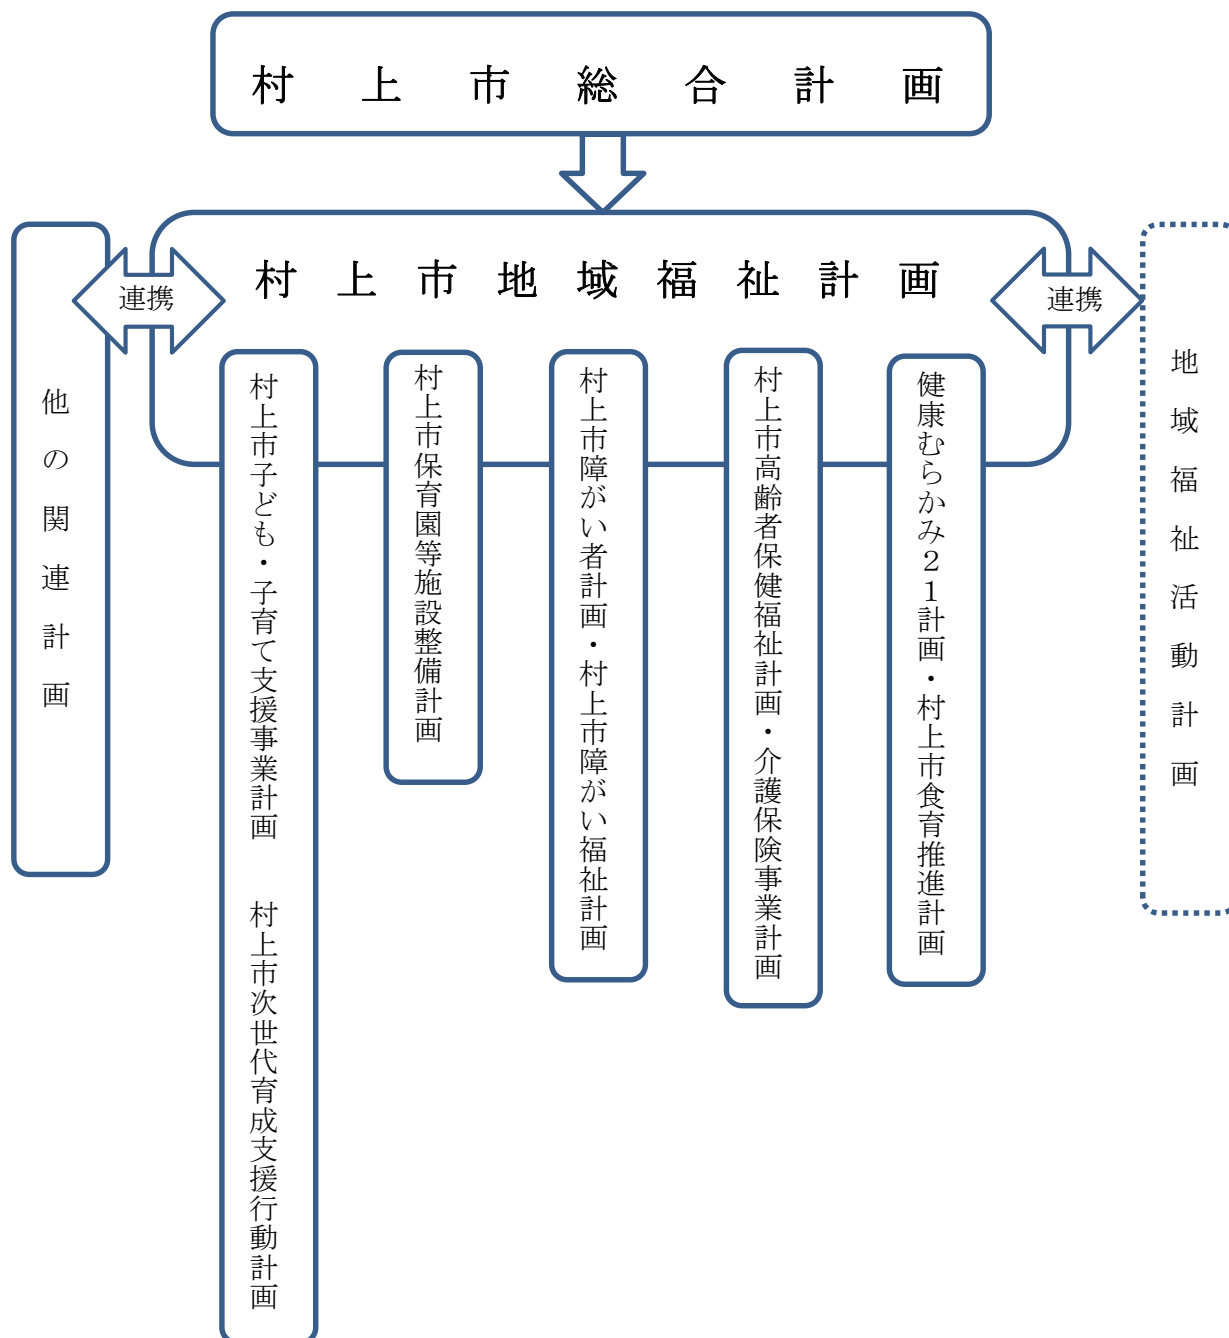 村上市総合計画
村上市地域福祉計画
連携
連携
他の関連計画
村上市子ども・子育て支援事業計画　村上市次世代育成支援行動計画
村上市保育園等施設整備計画
村上市障がい者計画・村上市障がい福祉計画
村上市高齢者保健福祉計画・介護保険事業計画
健康むらかみ２１計画・村上市食育推進計画
地域福祉活動計画